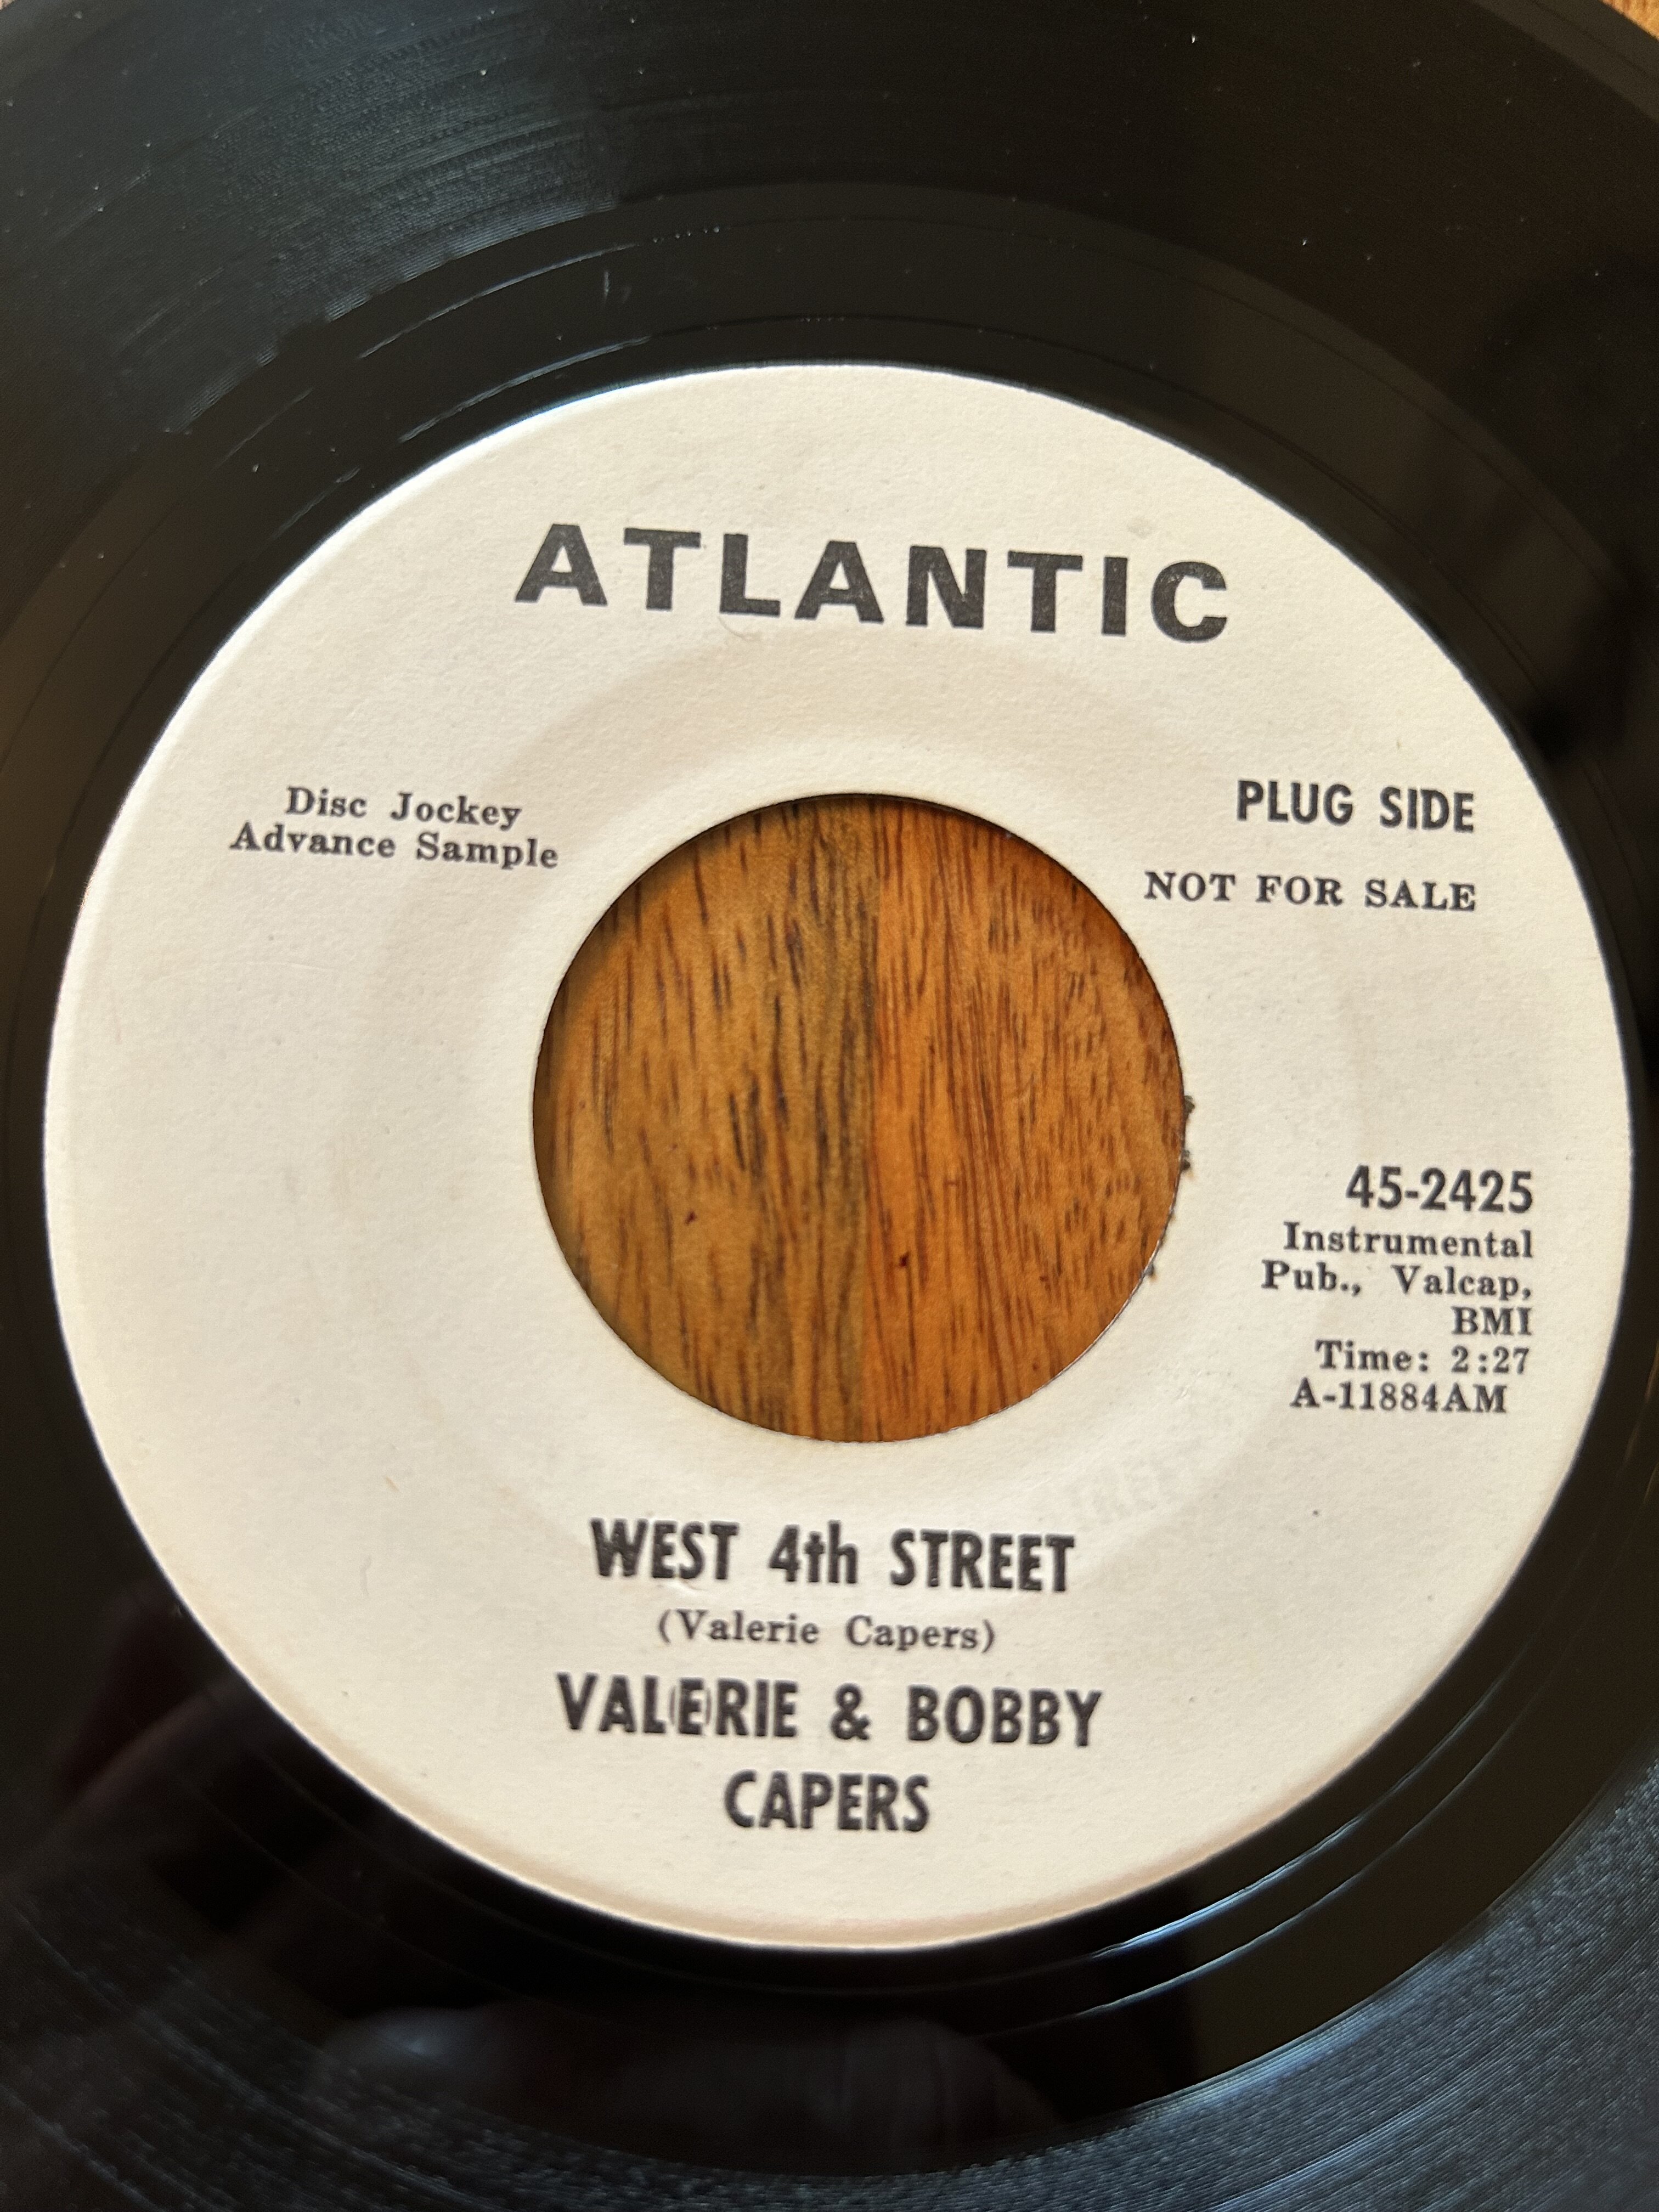 ATLANTIC
Disc Jockey
Advance Sample
PLUG SIDE
NOT FOR SALE
45-2425
Instrumental
Pub., Valcap,
BMI
Time: 2:27
A-11884AM
WEST 4th STREET
(Valerie Capers)
VALERIE & BOBBY
CAPERS